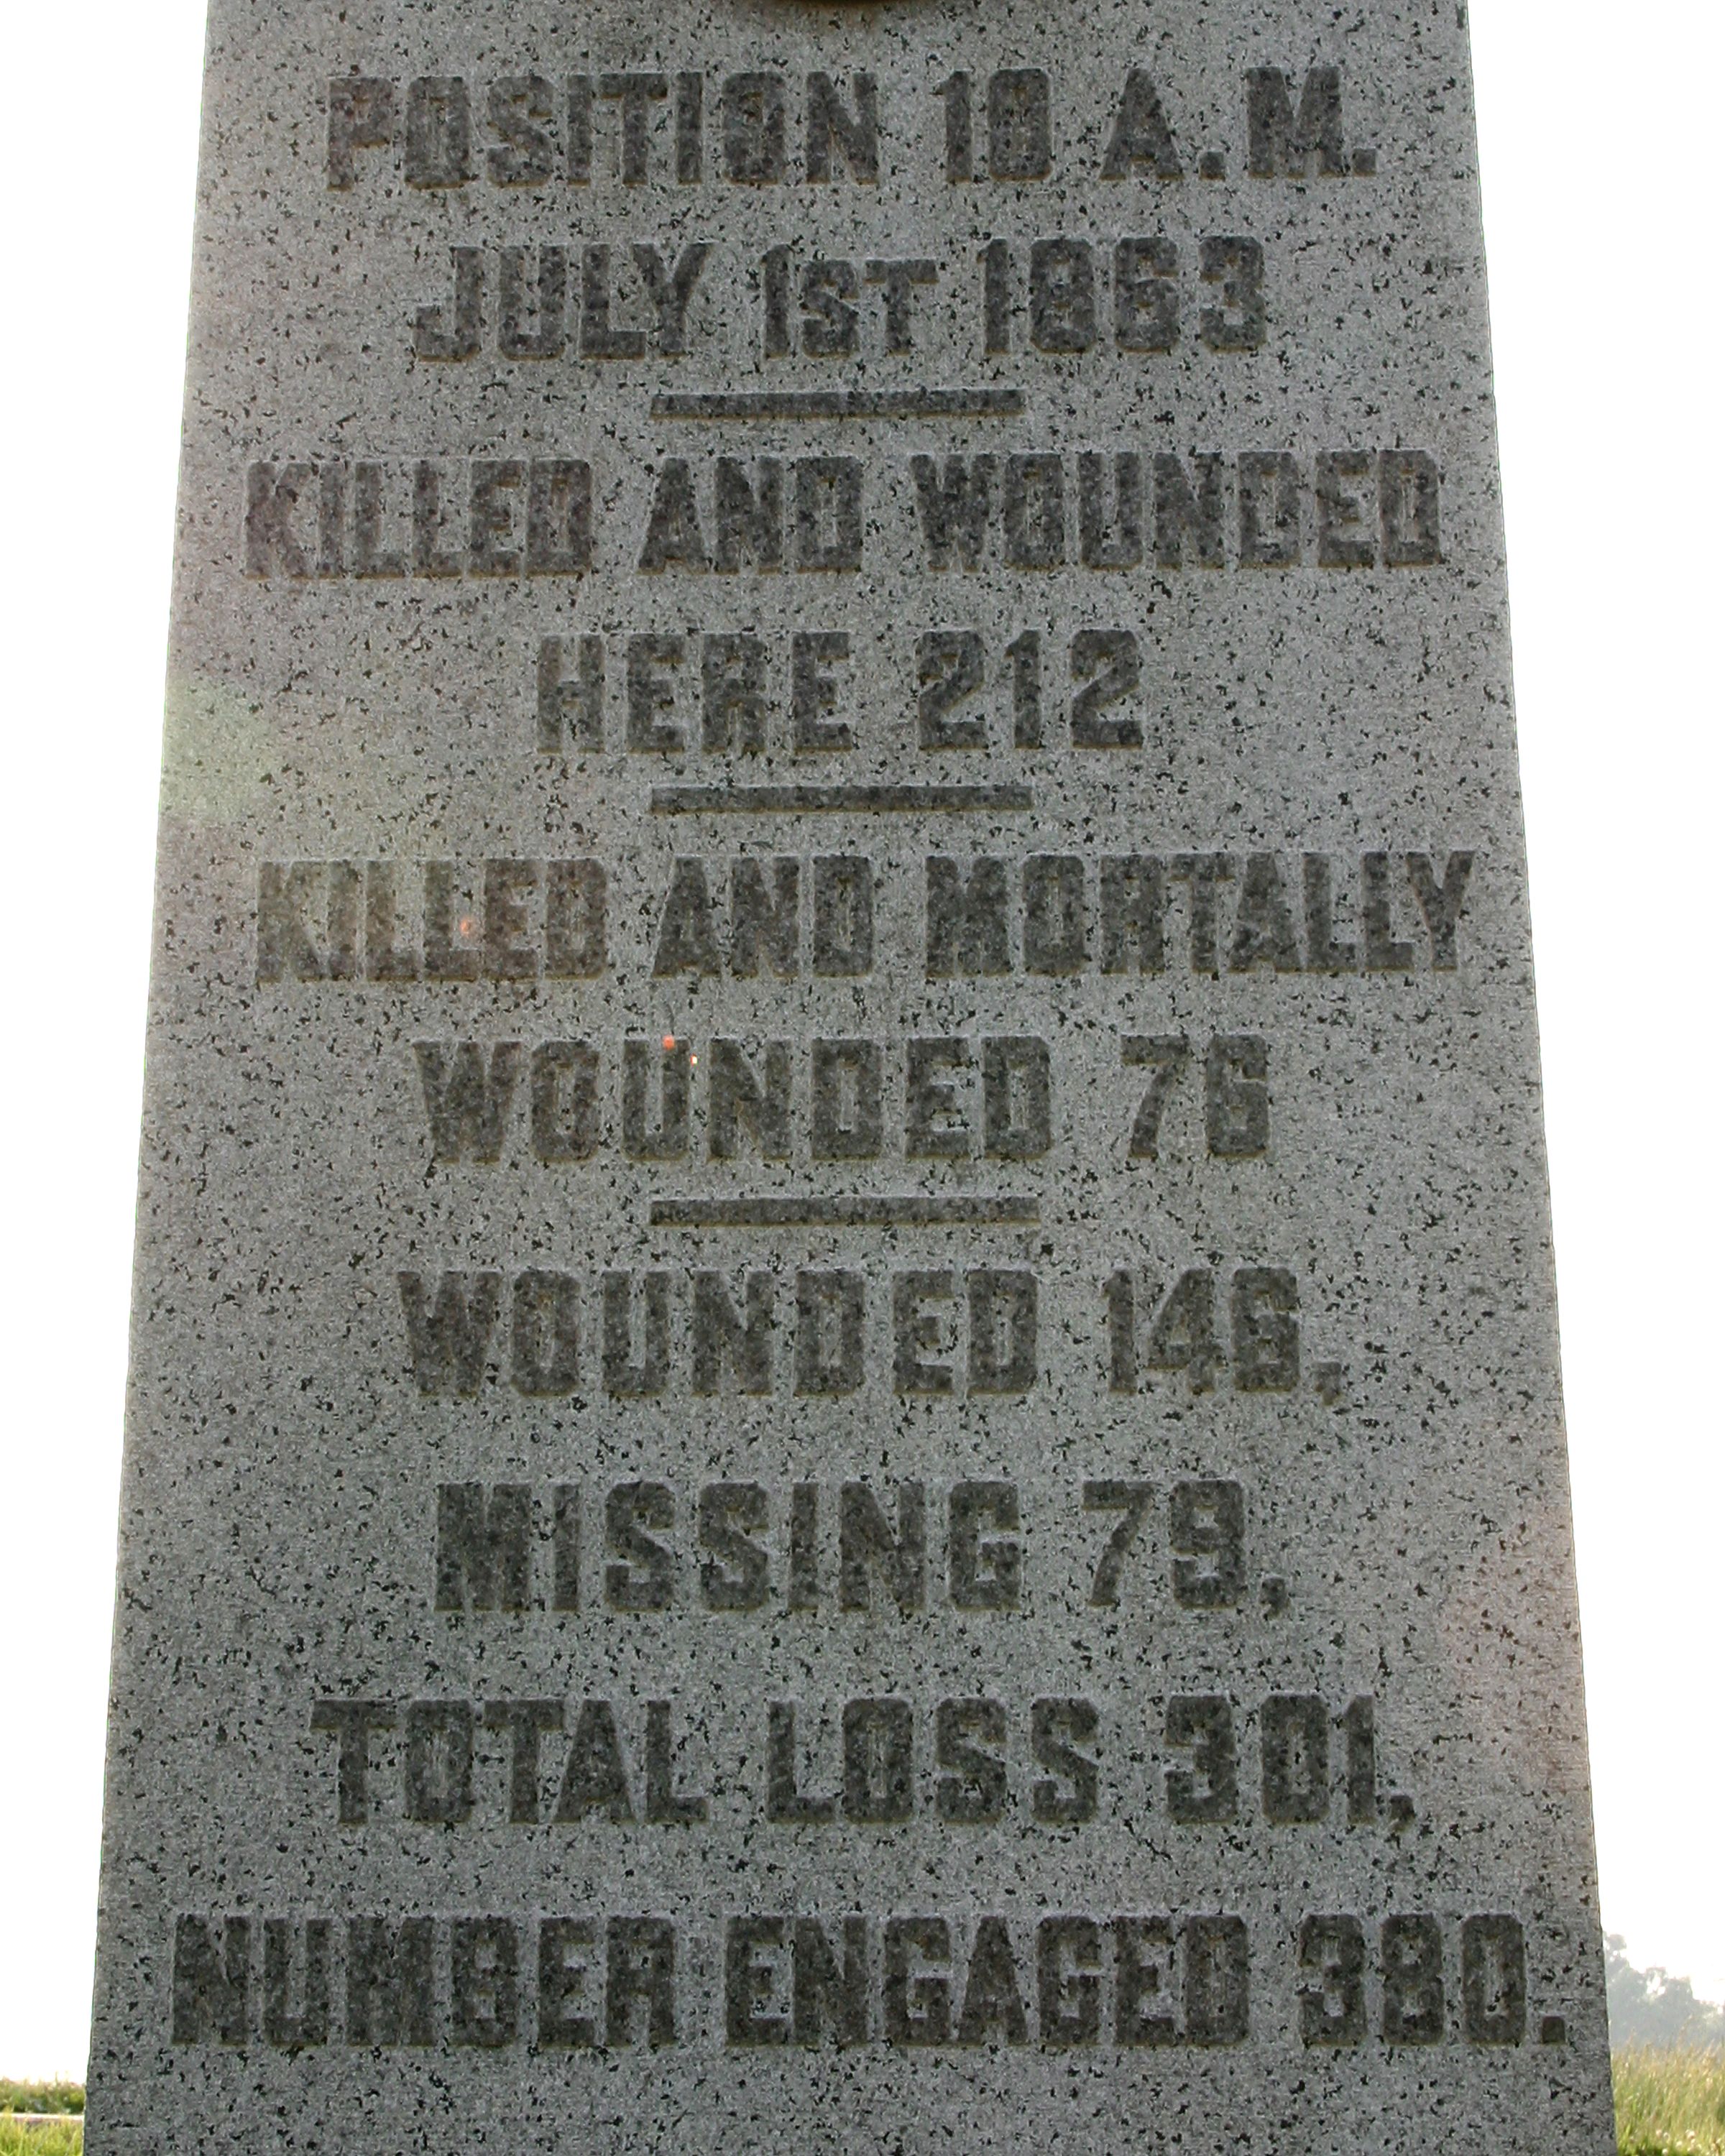 POSITION 10 A.M.
JULY 1ST 1863
KILLED AND WOUNDED
HERE 212
KILLED AND MORTALLY
WOUNDED 76
WOUNDED 146,
MISSING 79,
TOTAL LOSS 301,
NUMBER ENGAGED 380.